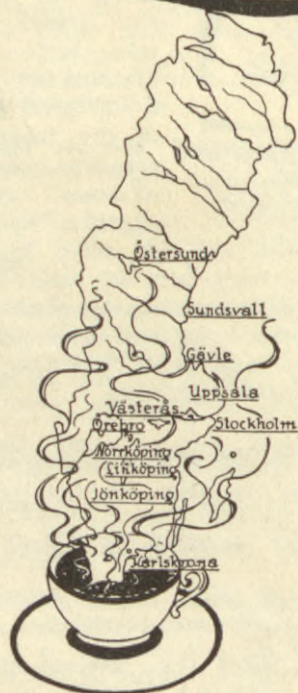 Östersund
Sundsvall
Gävle
Uppsala
Västerås
Örebro
Stockholm
Norrköping
Linköping
Jönköping
Karlskrona